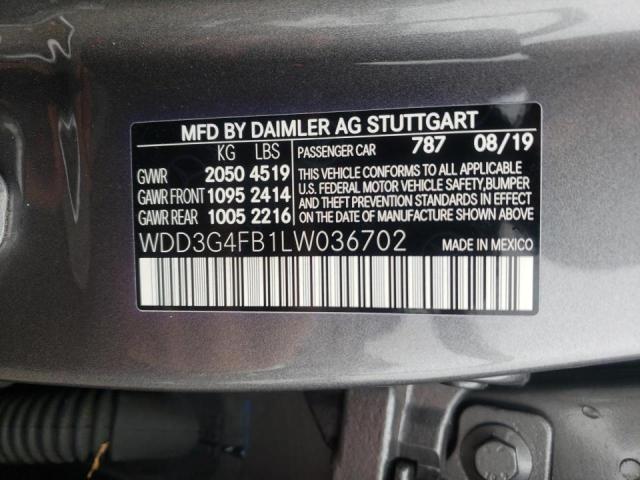 MFD BY DAIMLER AG STUTTGART
KG LBS PASSENGER CAR 787 08/19
GVWR 2050 4519
GAWR FRONT 1095 2414
GAWR REAR 1005 2216
THIS VEHICLE CONFORMS TO ALL APPLICABLE
U.S. FEDERAL MOTOR VEHICLE SAFETY, BUMPER
AND THEFT PREVENTION STANDARDS IN EFFECT
ON THE DATE OF MANUFACTURE SHOWN ABOVE.
WDD3G4FB1LW036702 MADE IN MEXICO